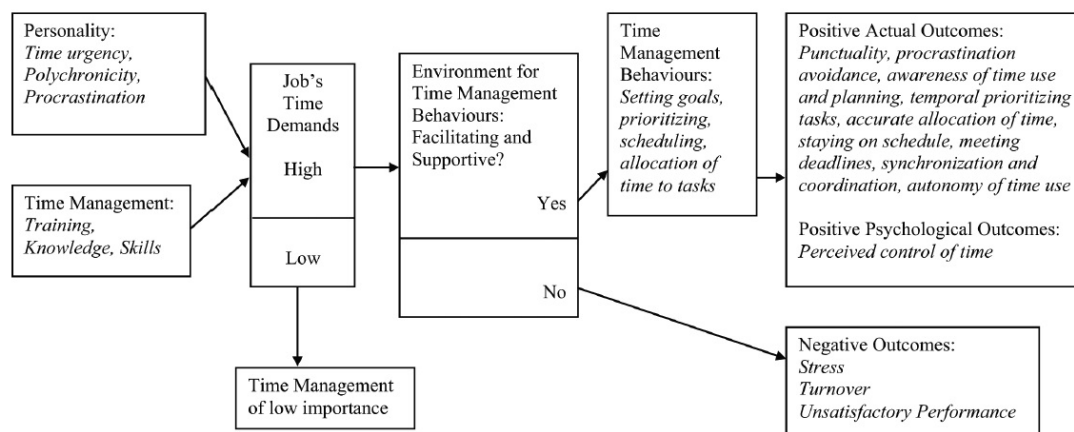 Personality:
Time urgency,
Polychronicity,
Procrastination
Time Management:
Training,
Knowledge, Skills
Job's
Time
Demands
High
Low
Time Management
of low importance
Environment for
Time Management
Behaviours:
Facilitating and
Supportive?
Yes
No
Time
Management
Behaviours:
Setting goals,
prioritizing,
scheduling,
allocation of
time to tasks
Positive Actual Outcomes:
Punctuality, procrastination
avoidance, awareness of time use
and planning, temporal prioritizing
tasks, accurate allocation of time,
staying on schedule, meeting
deadlines, synchronization and
coordination, autonomy of time use
Positive Psychological Outcomes:
Perceived control of time
Negative Outcomes:
Stress
Turnover
Unsatisfactory Performance